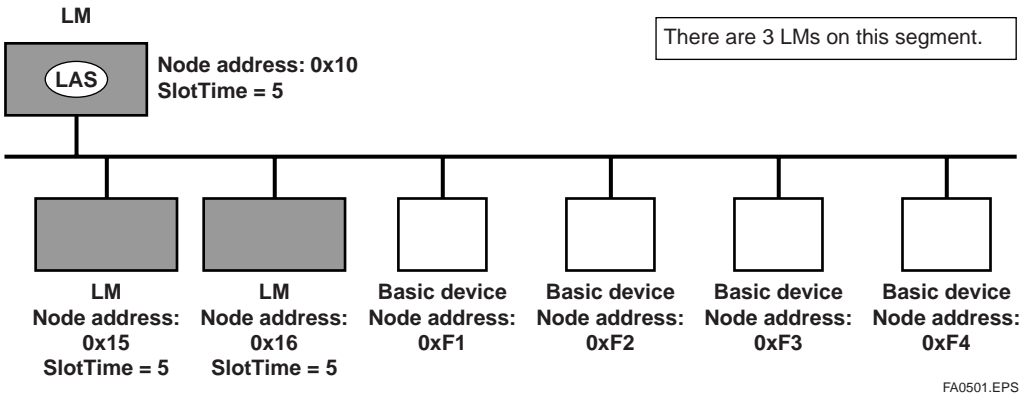 LM
There are 3 LMs on this segment.
LAS
Node address: 0x10
SlotTime = 5
LM
Node address:
0x15
SlotTime = 5
LM
Node address:
0x16
SlotTime = 5
Basic device
Node address:
0xF1
Basic device
Node address:
0xF2
Basic device
Node address:
0xF3
Basic device
Node address:
0xF4
FA0501.EPS